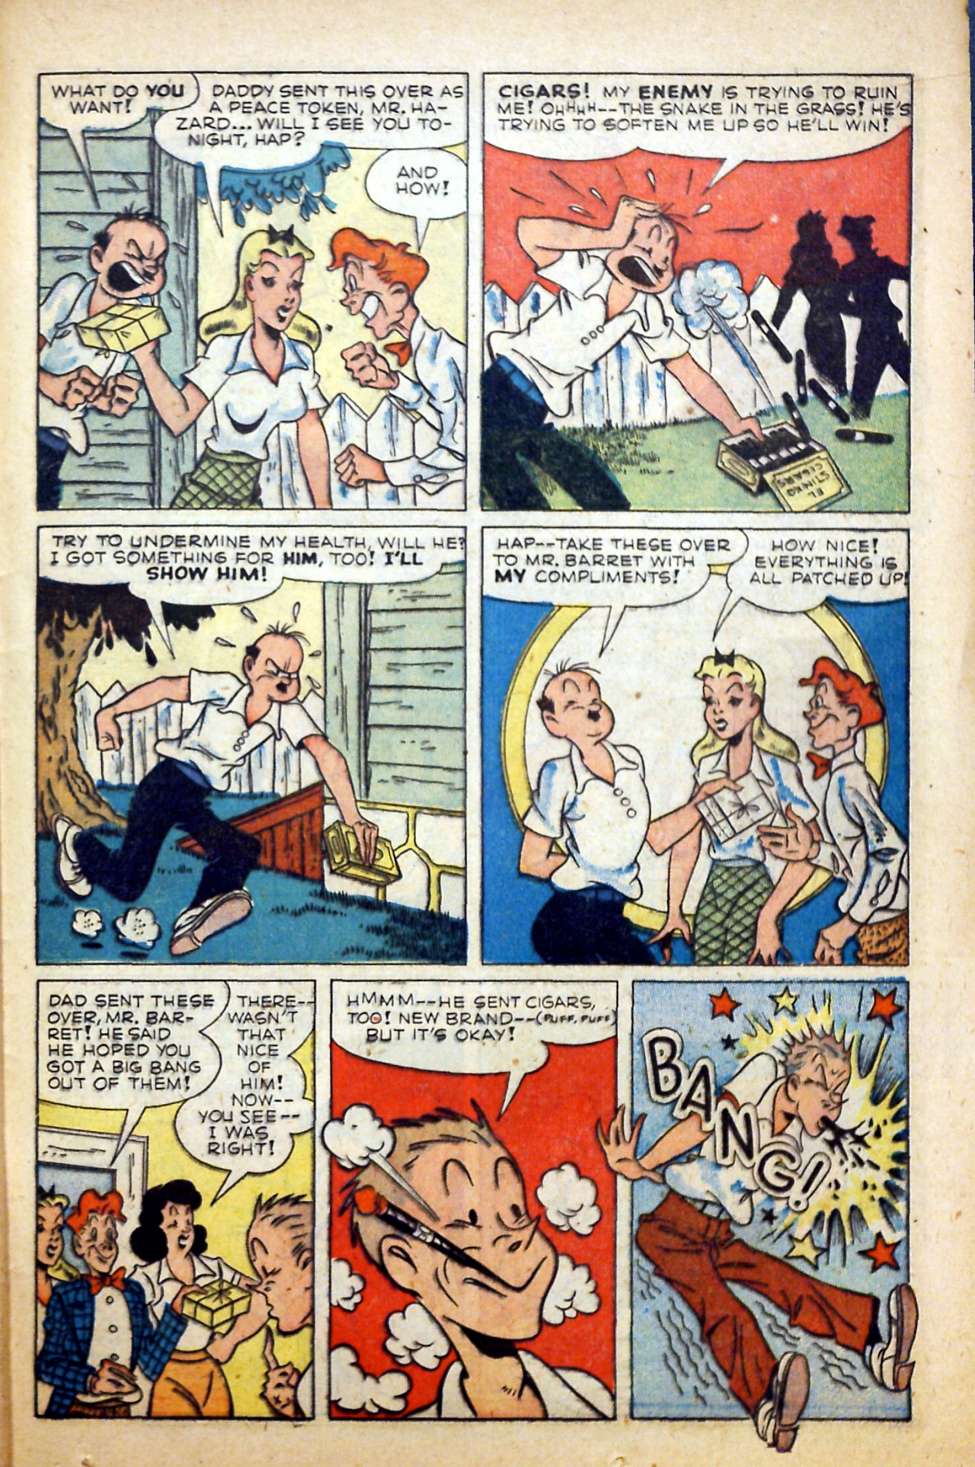 WHAT DO YOU
WANT!
DADDY SENT THIS OVER AS
A PEACE TOKEN, MR. HA-
ZARD... WILL I SEE YOU TO-
NIGHT, HAP?
AND
HOW!
CIGARS! MY ENEMY IS TRYING TO RUIN
ME! OHHHH--THE SNAKE IN THE GRASS! HE'S
TRYING TO SOFTEN ME UP SO HE'LL WIN!
EL
STINKO
CIGARS
TRY TO UNDERMINE MY HEALTH, WILL HE?
I GOT SOMETHING FOR HIM, TOO! I'LL
SHOW HIM!
HAP--TAKE THESE OVER
TO MR. BARRET WITH
MY COMPLIMENTS!
HOW NICE!
EVERYTHING IS
ALL PATCHED UP!
DAD SENT THESE
OVER, MR. BAR-
RET! HE SAID
HE HOPED YOU
GOT A BIG BANG
OUT OF THEM!
THERE--
WASN'T
THAT
NICE
OF
HIM!
NOW--
YOU SEE--
I WAS
RIGHT!
HMMM--HE SENT CIGARS,
TOO! NEW BRAND--(PUFF, PUFF)
BUT IT'S OKAY!
BANG!